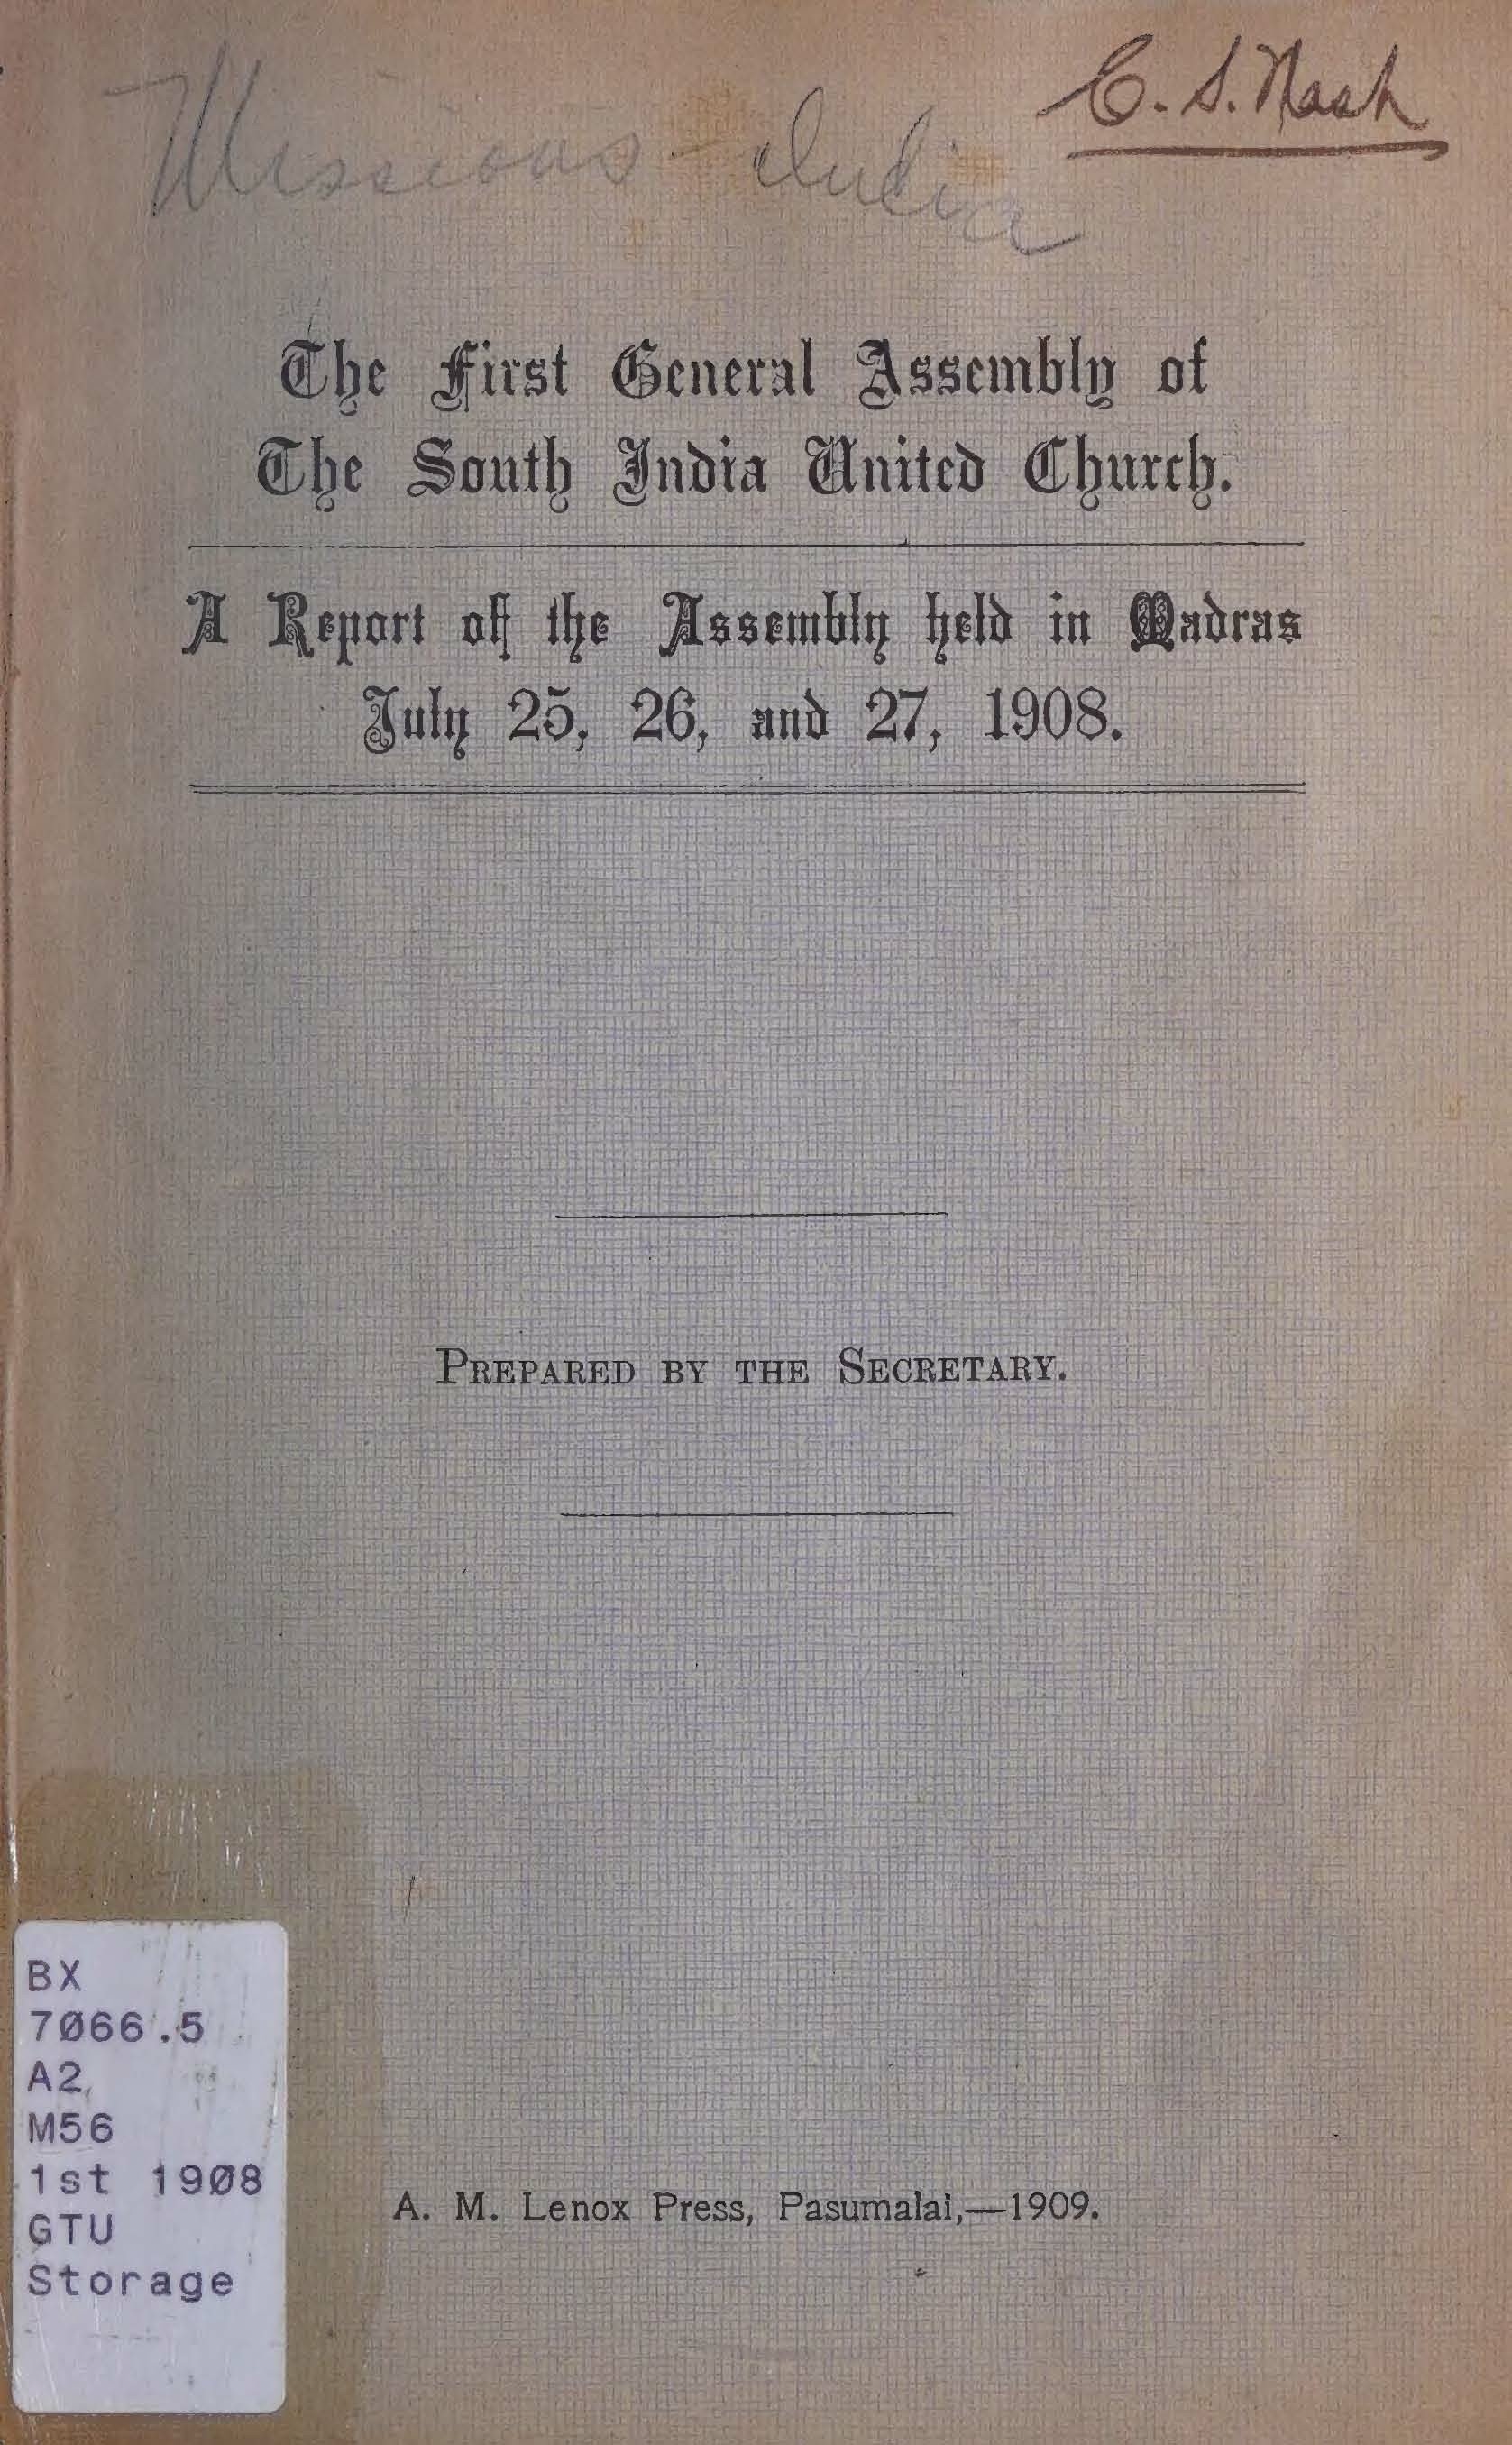 C. S. Nash
Missions - India
The First General Assembly of
The South India United Church.
A Report of the Assembly held in Madras
July 25, 26, and 27, 1908.
PREPARED BY THE SECRETARY.
BX
7066.5
A2
M56
1st 1908
GTU
Storage
A. M. Lenox Press, Pasumalai,—1909.